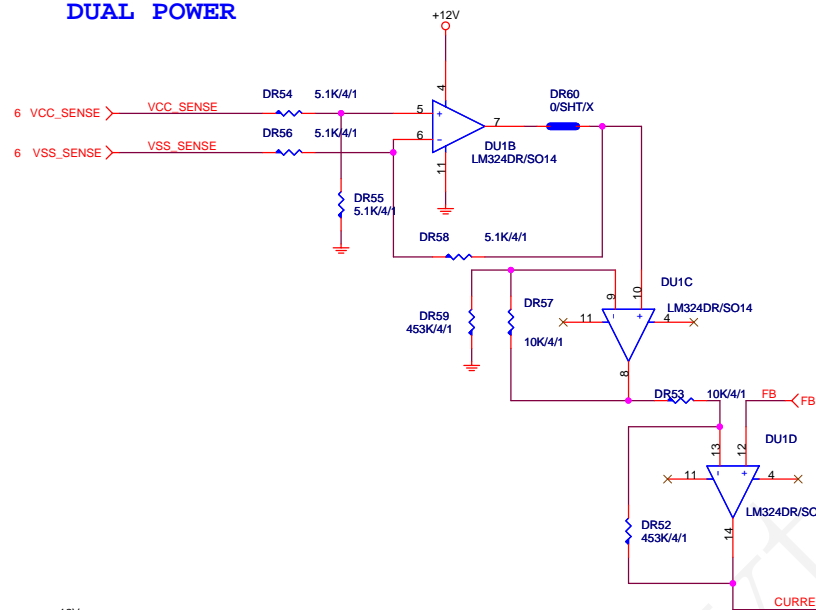 DUAL POWER
+12V
4
DR54 5.1K/4/1
DR60
0/SHT/X
6 VCC_SENSE VCC_SENSE
5
+
7
DR56 5.1K/4/1
6
-
6 VSS_SENSE VSS_SENSE
DU1B
LM324DR/SO14
11
DR55
5.1K/4/1
DR58 5.1K/4/1
DU1C
9
10
LM324DR/SO14
DR59
453K/4/1
DR57
10K/4/1
11
-
+
4
8
DR53 10K/4/1
FB
FB
DU1D
13
12
11
-
+
4
LM324DR/SO
DR52
453K/4/1
14
CURRE